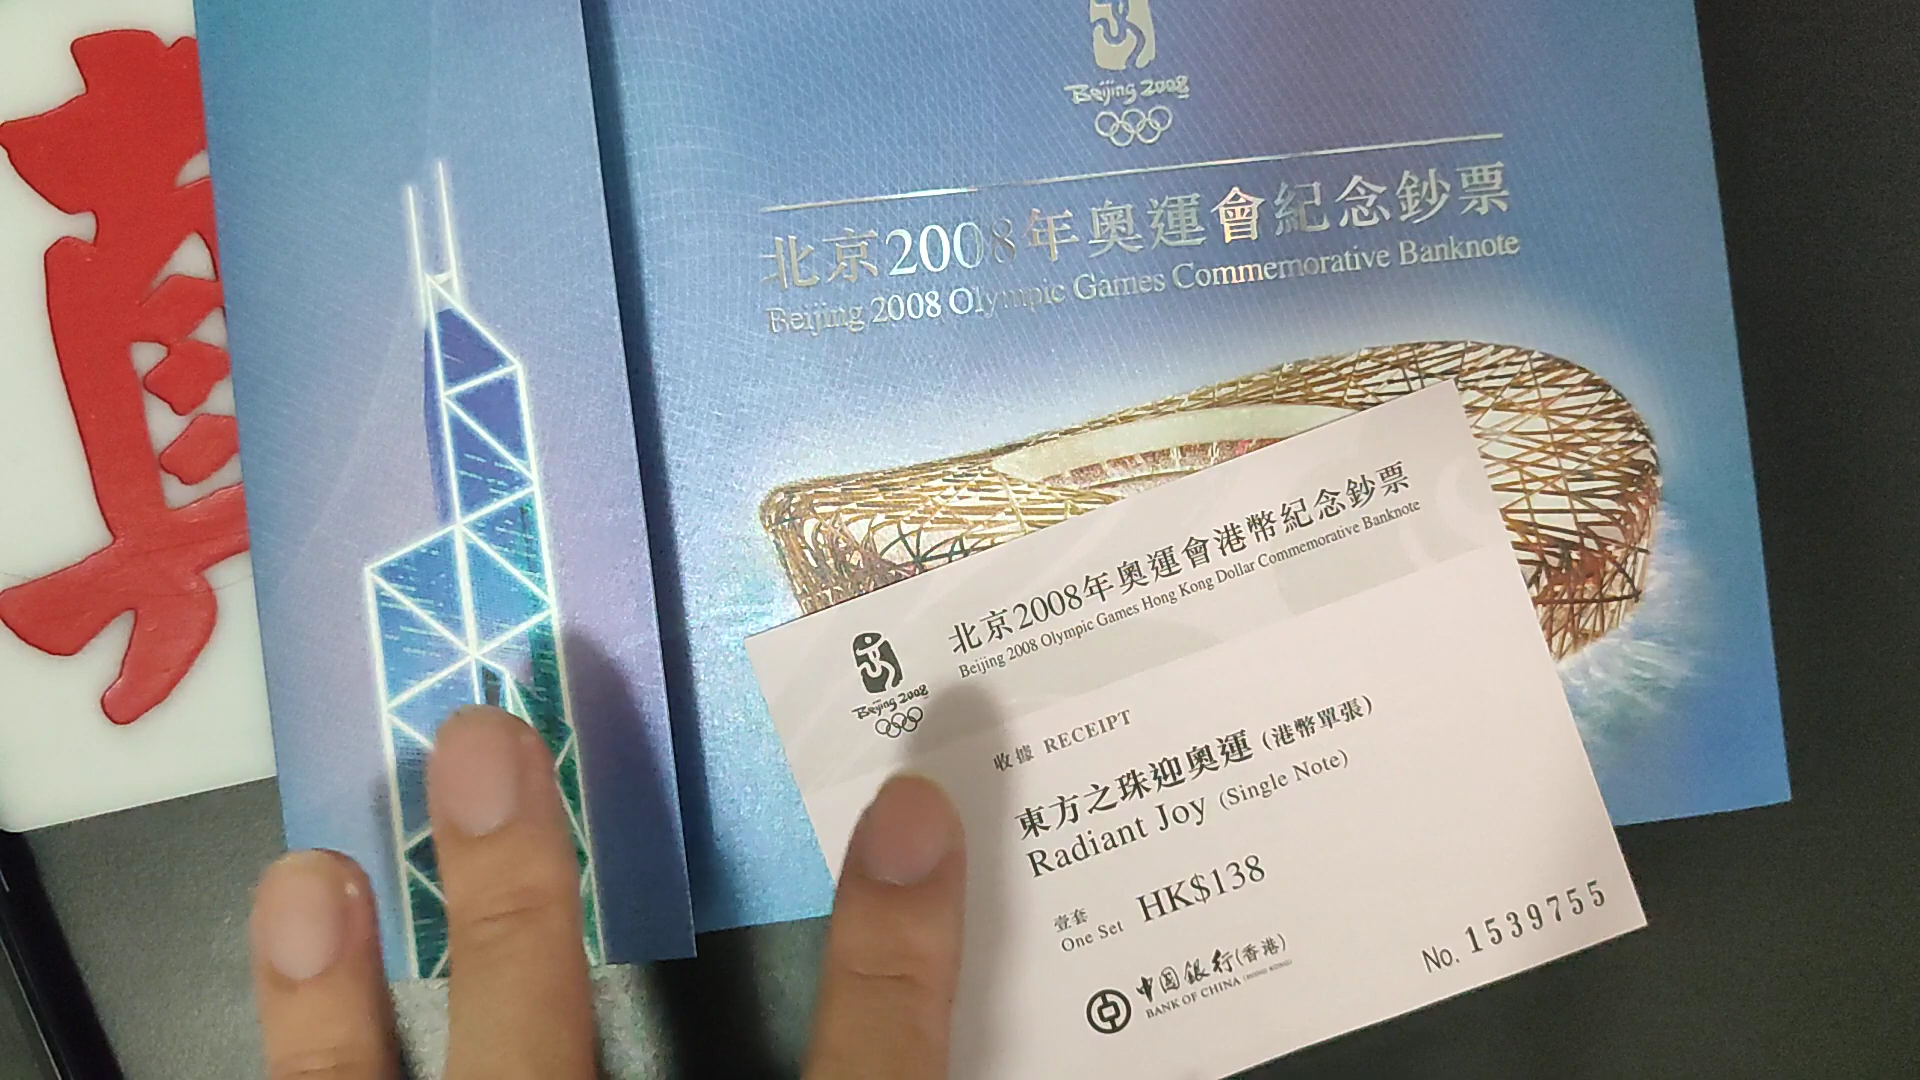 Beijing 2008
北京2008年奧運會紀念鈔票
Beijing 2008 Olympic Games Commemorative Banknote
北京2008年奧運會港幣紀念鈔票
Beijing 2008 Olympic Games Hong Kong Dollar Commemorative Banknote
Beijing 2008
收據 RECEIPT
東方之珠迎奧運 (港幣單張)
Radiant Joy (Single Note)
壹套
One Set HK$138
中国銀行(香港)
BANK OF CHINA (HONG KONG)
No. 1539755